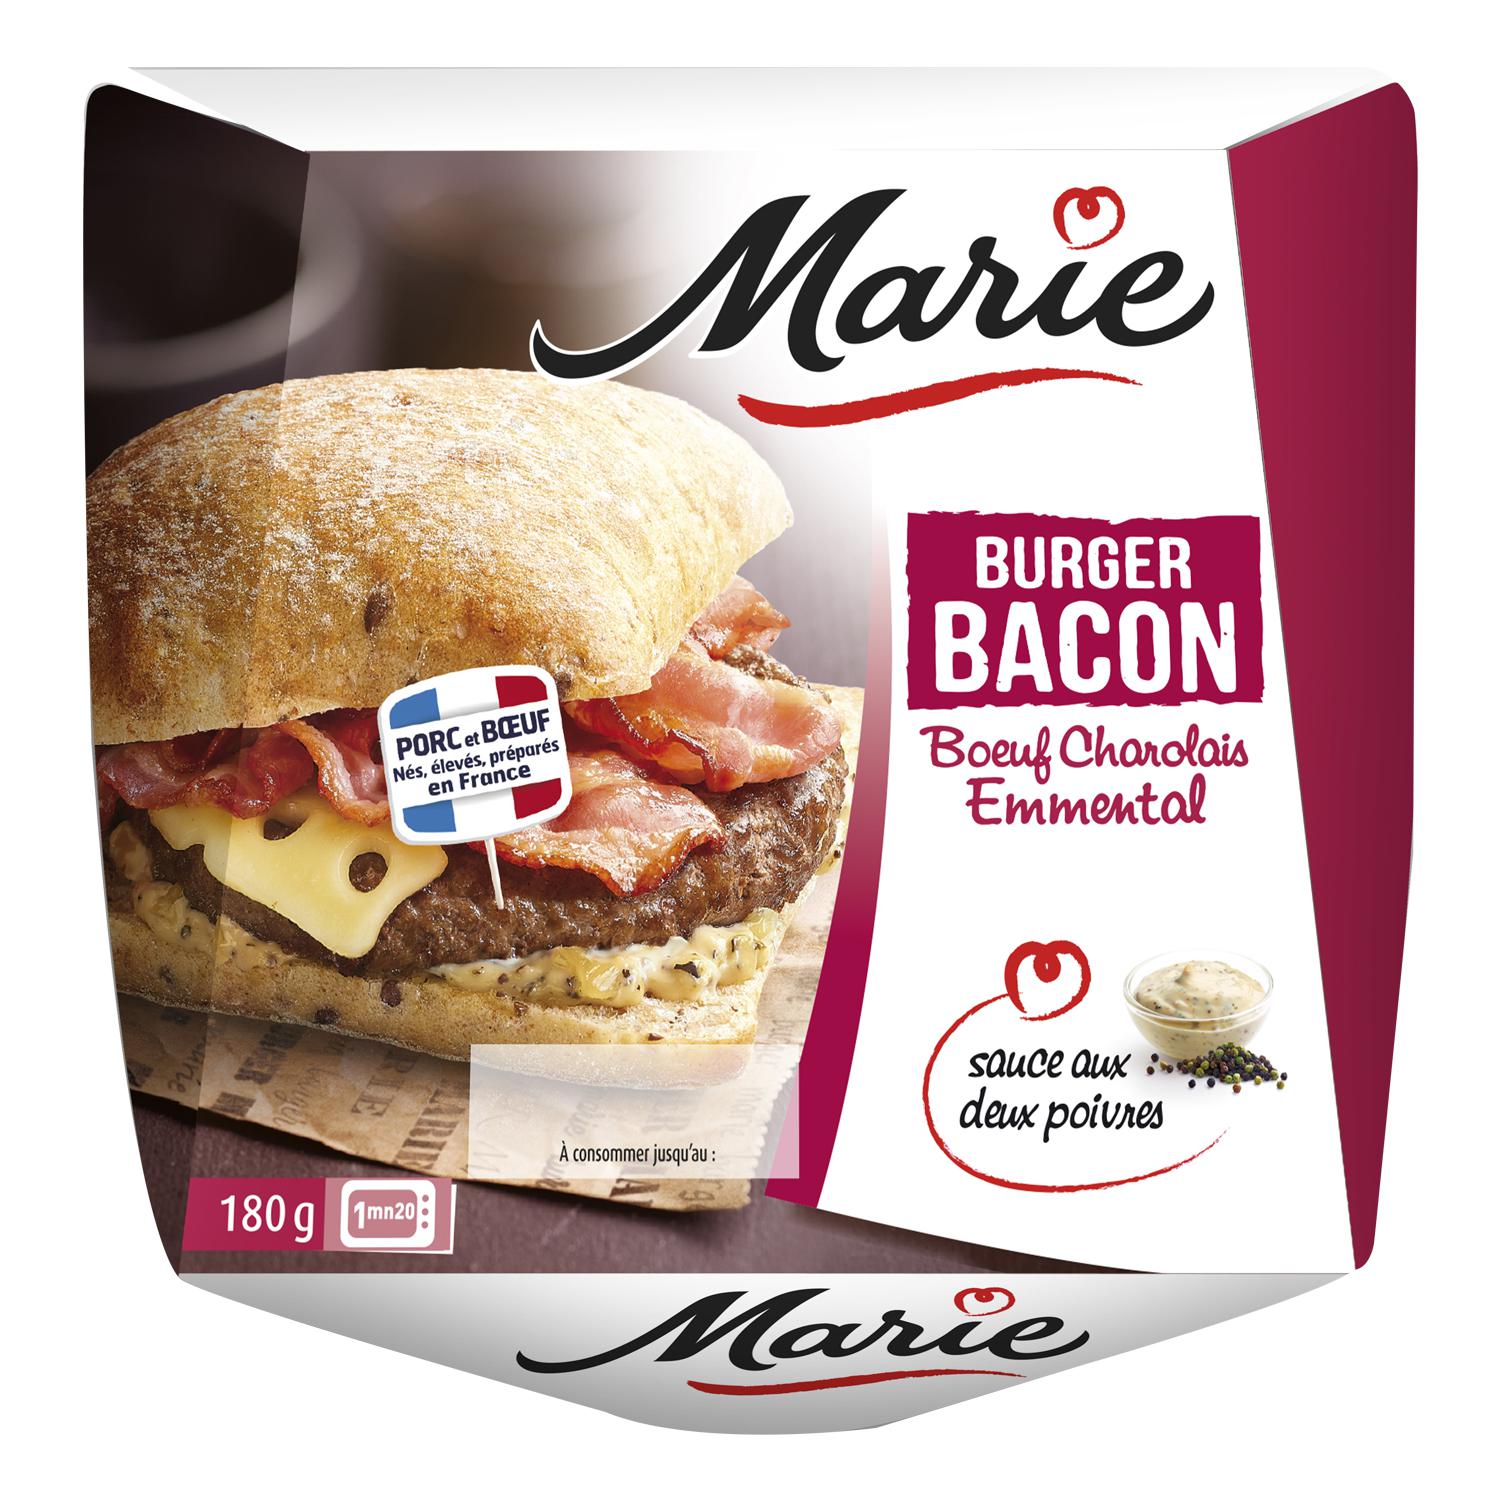 Marie
BURGER
BACON
Boeuf Charolais
Emmental
PORC et BŒUF
Nés, élevés, préparés
en France
sauce aux
deux poivres
À consommer jusqu'au :
180 g
1mn20
Marie